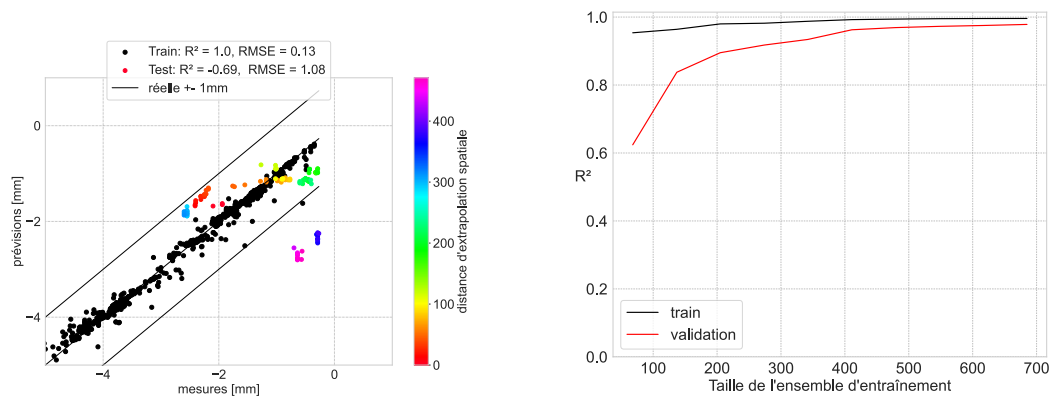 Train: R² = 1.0, RMSE = 0.13
Test: R² = -0.69, RMSE = 1.08
réelle +- 1mm
0
−2
−4
prévisions [mm]
−4
−2
0
mesures [mm]
400
300
200
100
0
distance d'extrapolation spatiale
1.0
0.8
0.6
R²
0.4
0.2
0.0
train
validation
100
200
300
400
500
600
700
Taille de l'ensemble d'entraînement